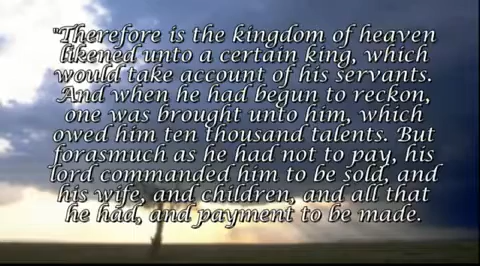 "Therefore is the kingdom of heaven
likened unto a certain king, which
would take account of his servants.
And when he had begun to reckon,
one was brought unto him, which
owed him ten thousand talents. But
forasmuch as he had not to pay, his
lord commanded him to be sold, and
his wife, and children, and all that
he had, and payment to be made.